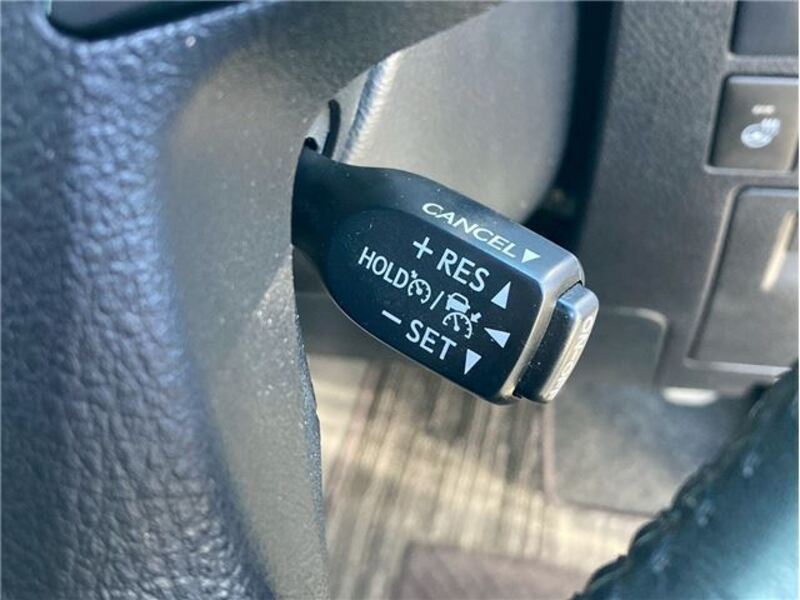 CANCEL▼
+ RES ▲
HOLD / ◀
− SET ▼